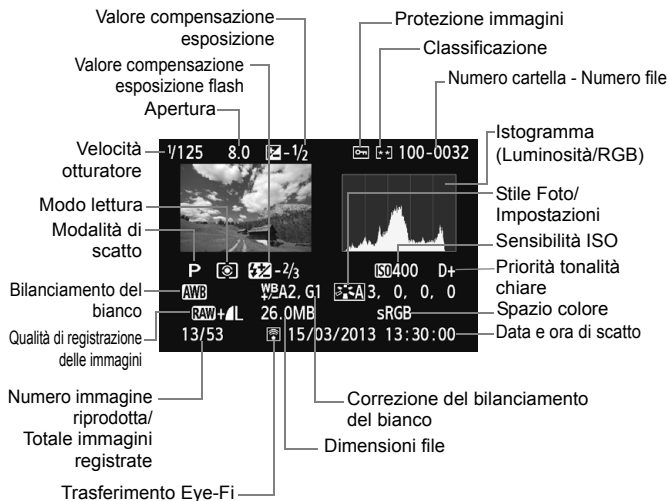 Valore compensazione
esposizione
Valore compensazione
esposizione flash
Apertura
Velocità
otturatore
Modo lettura
Modalità di
scatto
Bilanciamento del
bianco
Qualità di registrazione
delle immagini
Numero immagine
riprodotta/
Totale immagini
registrate
Trasferimento Eye-Fi
Protezione immagini
Classificazione
Numero cartella - Numero file
Istogramma
(Luminosità/RGB)
Stile Foto/
Impostazioni
Sensibilità ISO
Priorità tonalità
chiare
Spazio colore
Data e ora di scatto
Correzione del bilanciamento
del bianco
Dimensioni file
1/125 8.0 -1/2 100-0032
P -2/3 ISO 400 D+
AWB WB A2, G1 A 3, 0, 0, 0
RAW+L 26.0MB sRGB
13/53 15/03/2013 13:30:00